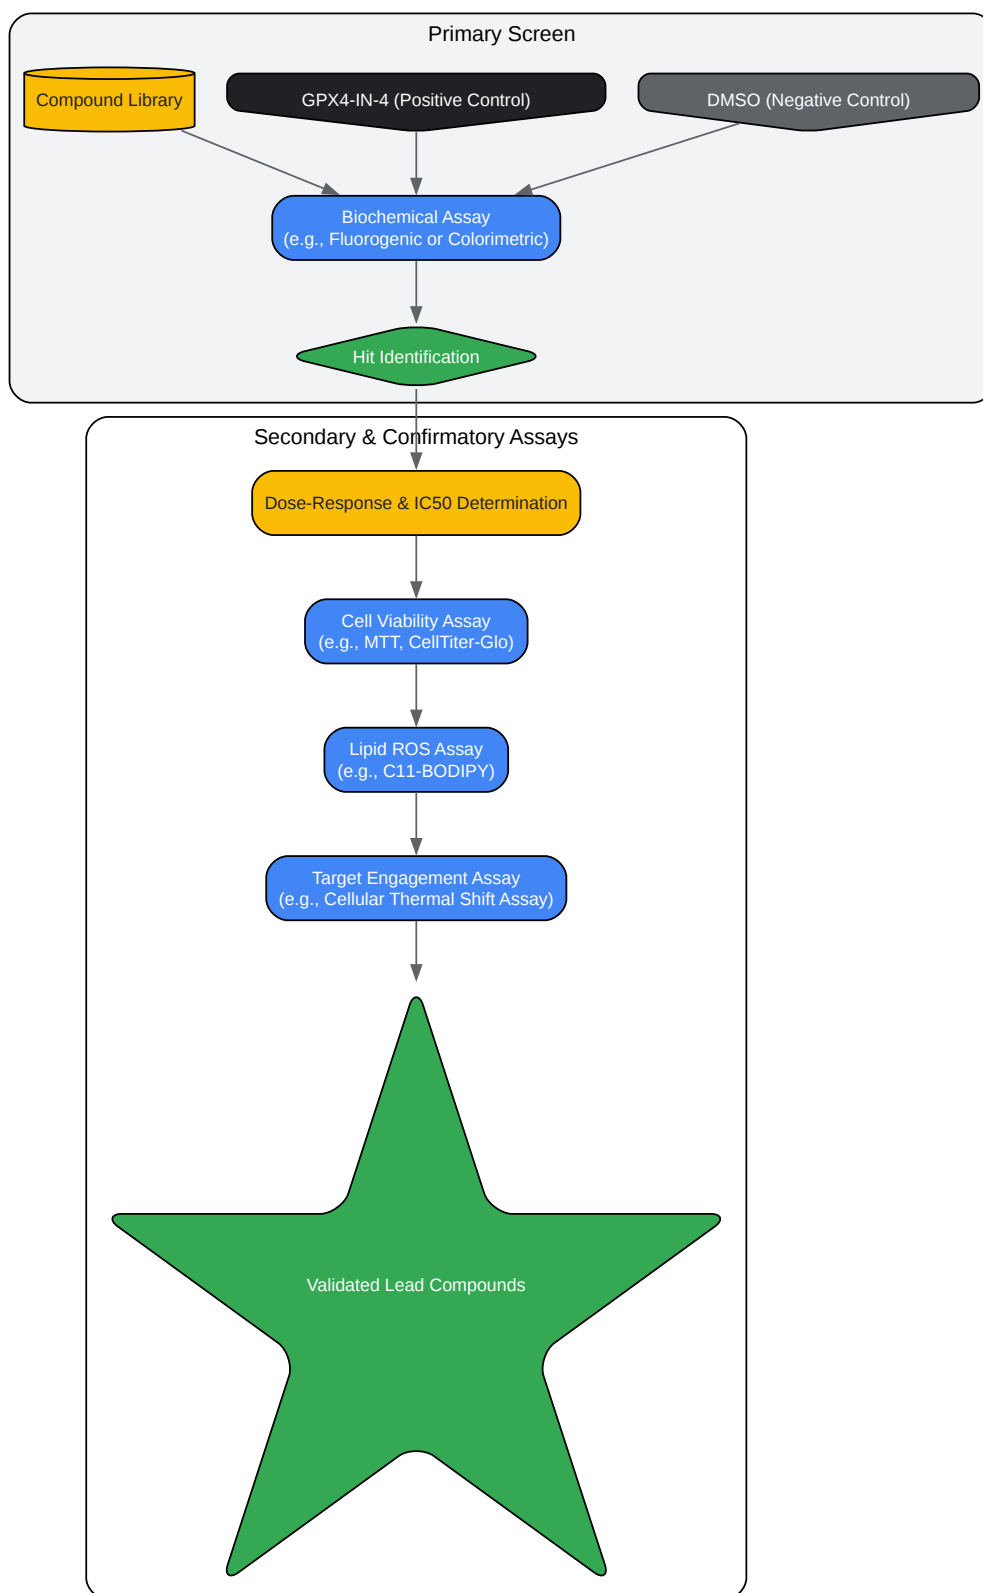 Primary Screen
Compound Library
GPX4-IN-4 (Positive Control)
DMSO (Negative Control)
Biochemical Assay
(e.g., Fluorogenic or Colorimetric)
Hit Identification
Secondary & Confirmatory Assays
Dose-Response & IC50 Determination
Cell Viability Assay
(e.g., MTT, CellTiter-Glo)
Lipid ROS Assay
(e.g., C11-BODIPY)
Target Engagement Assay
(e.g., Cellular Thermal Shift Assay)
Validated Lead Compounds